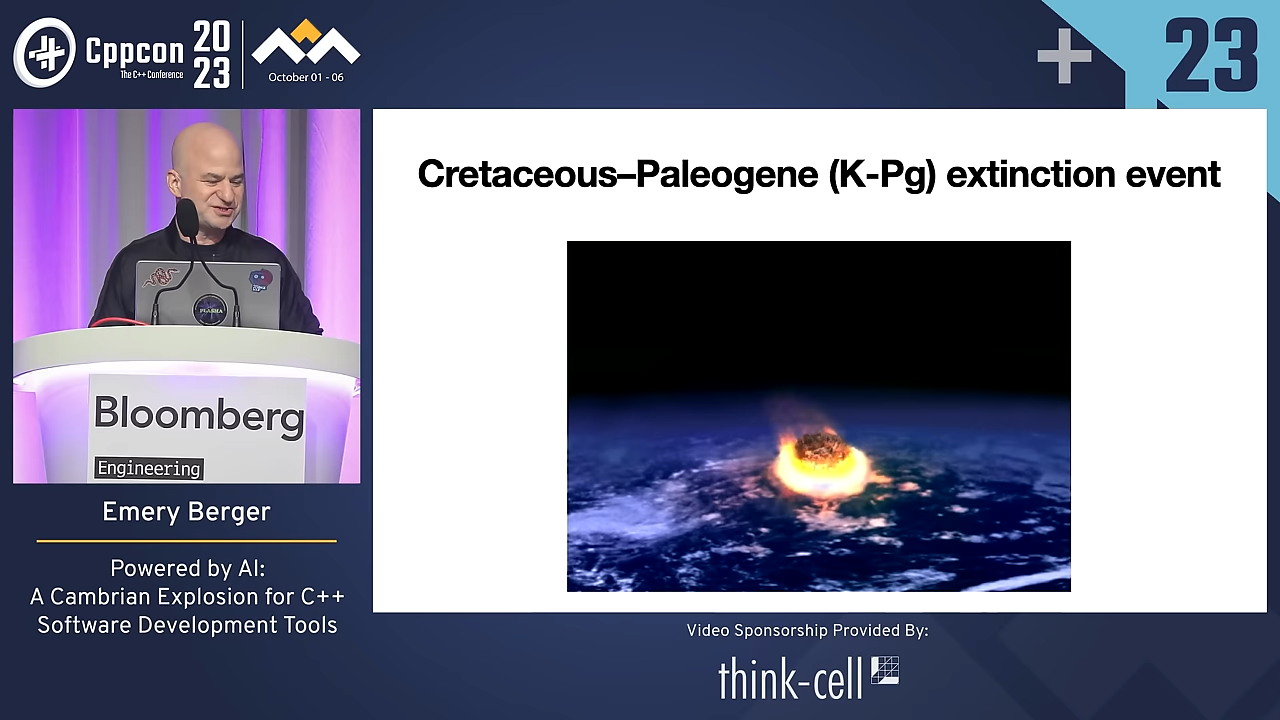 Cppcon
The C++ Conference
20
23
October 01 - 06
23
Cretaceous–Paleogene (K-Pg) extinction event
PLASMA
Bloomberg
Engineering
Emery Berger
Powered by AI:
A Cambrian Explosion for C++
Software Development Tools
Video Sponsorship Provided By:
think-cell